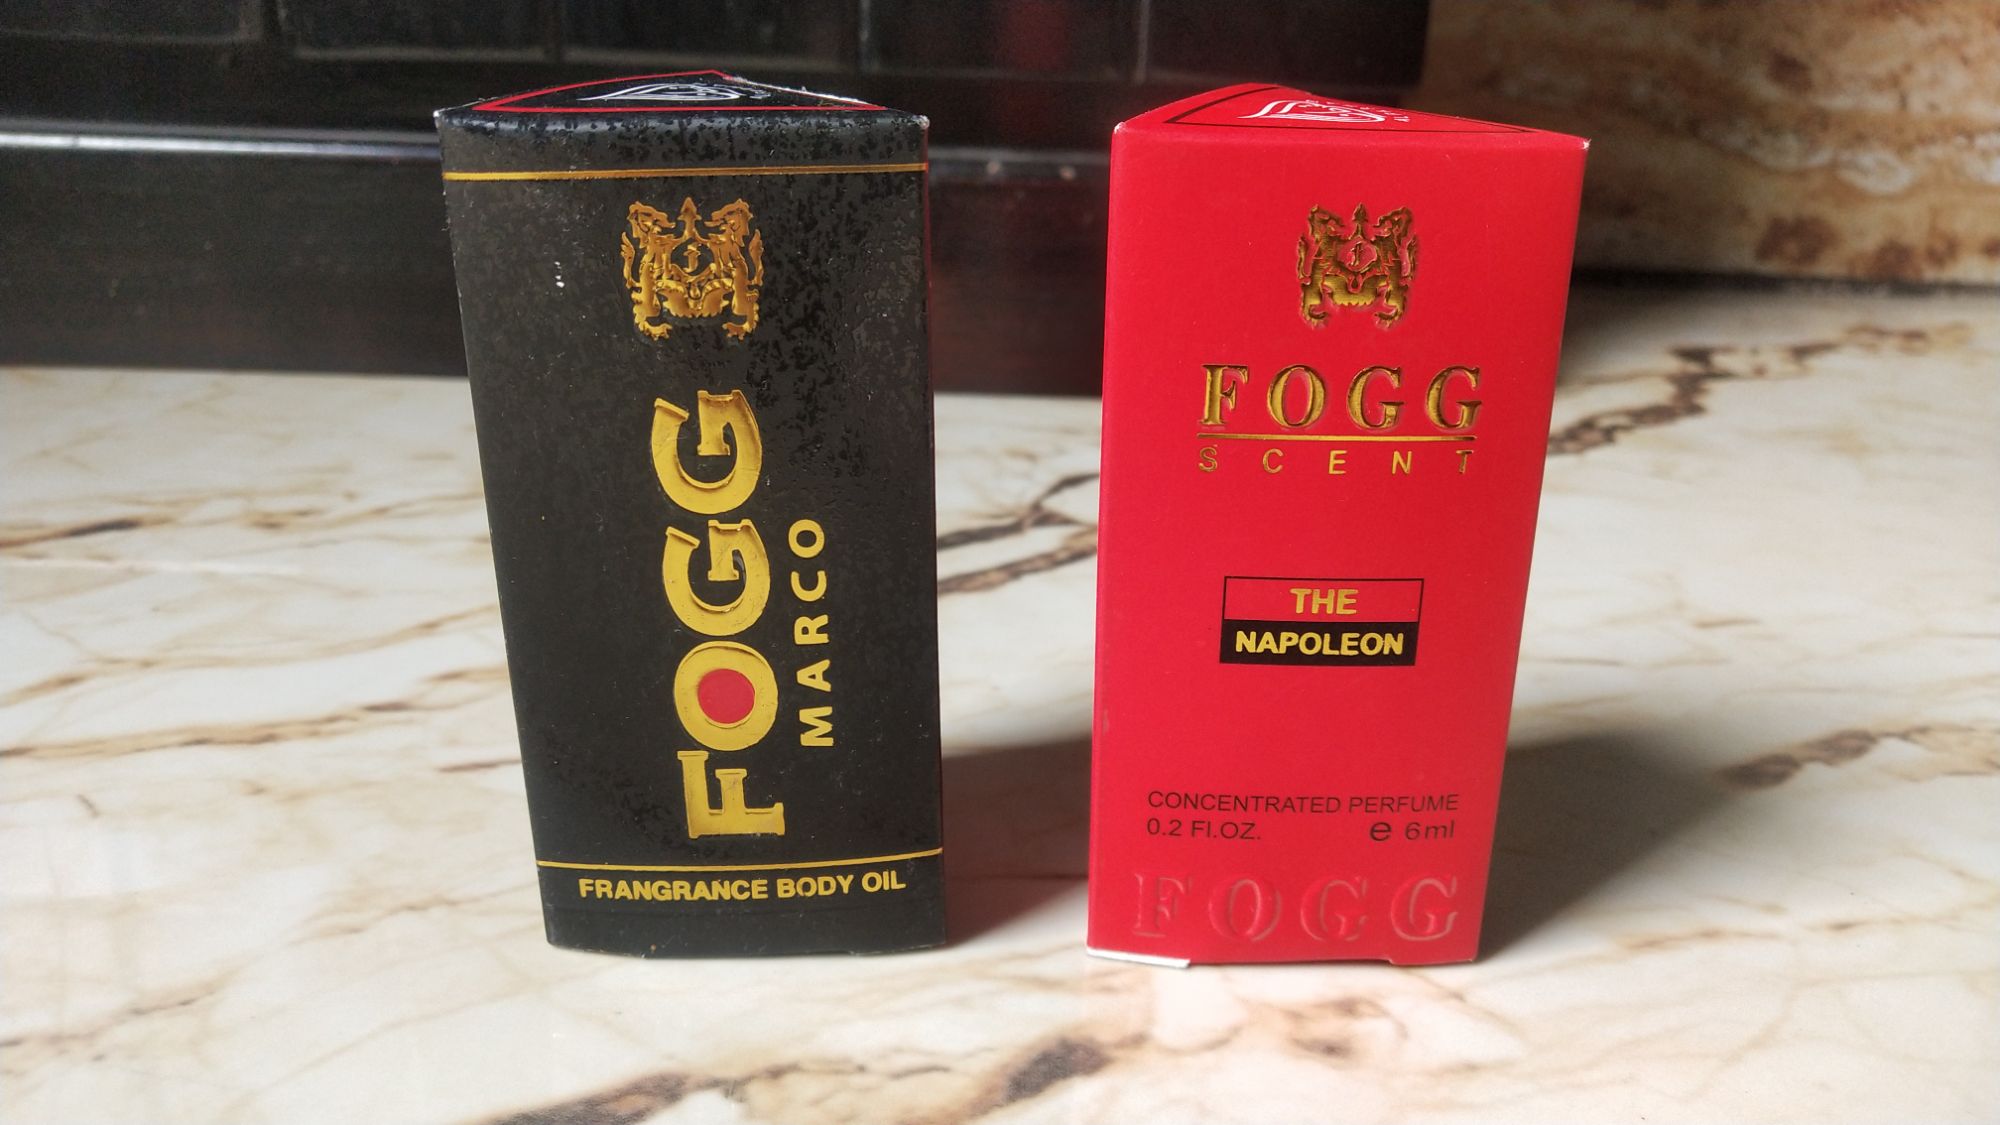 FOGG
MARCO
FRANGRANCE BODY OIL
FOGG
SCENT
THE
NAPOLEON
CONCENTRATED PERFUME
0.2 Fl.OZ. e 6ml
FOGG